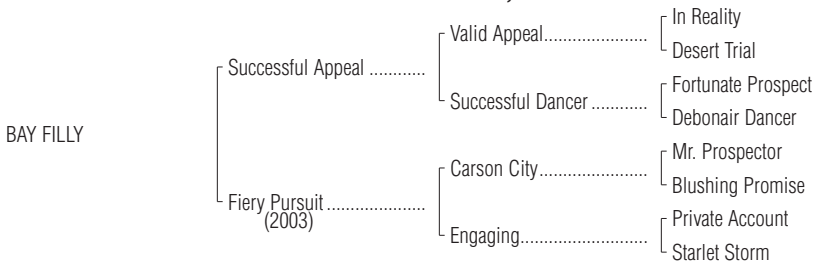 In Reality
Valid Appeal......................
Desert Trial
Successful Appeal ............
Fortunate Prospect
Successful Dancer ............
Debonair Dancer
BAY FILLY
Mr. Prospector
Carson City.......................
Blushing Promise
Fiery Pursuit .....................
(2003)
Private Account
Engaging...........................
Starlet Storm